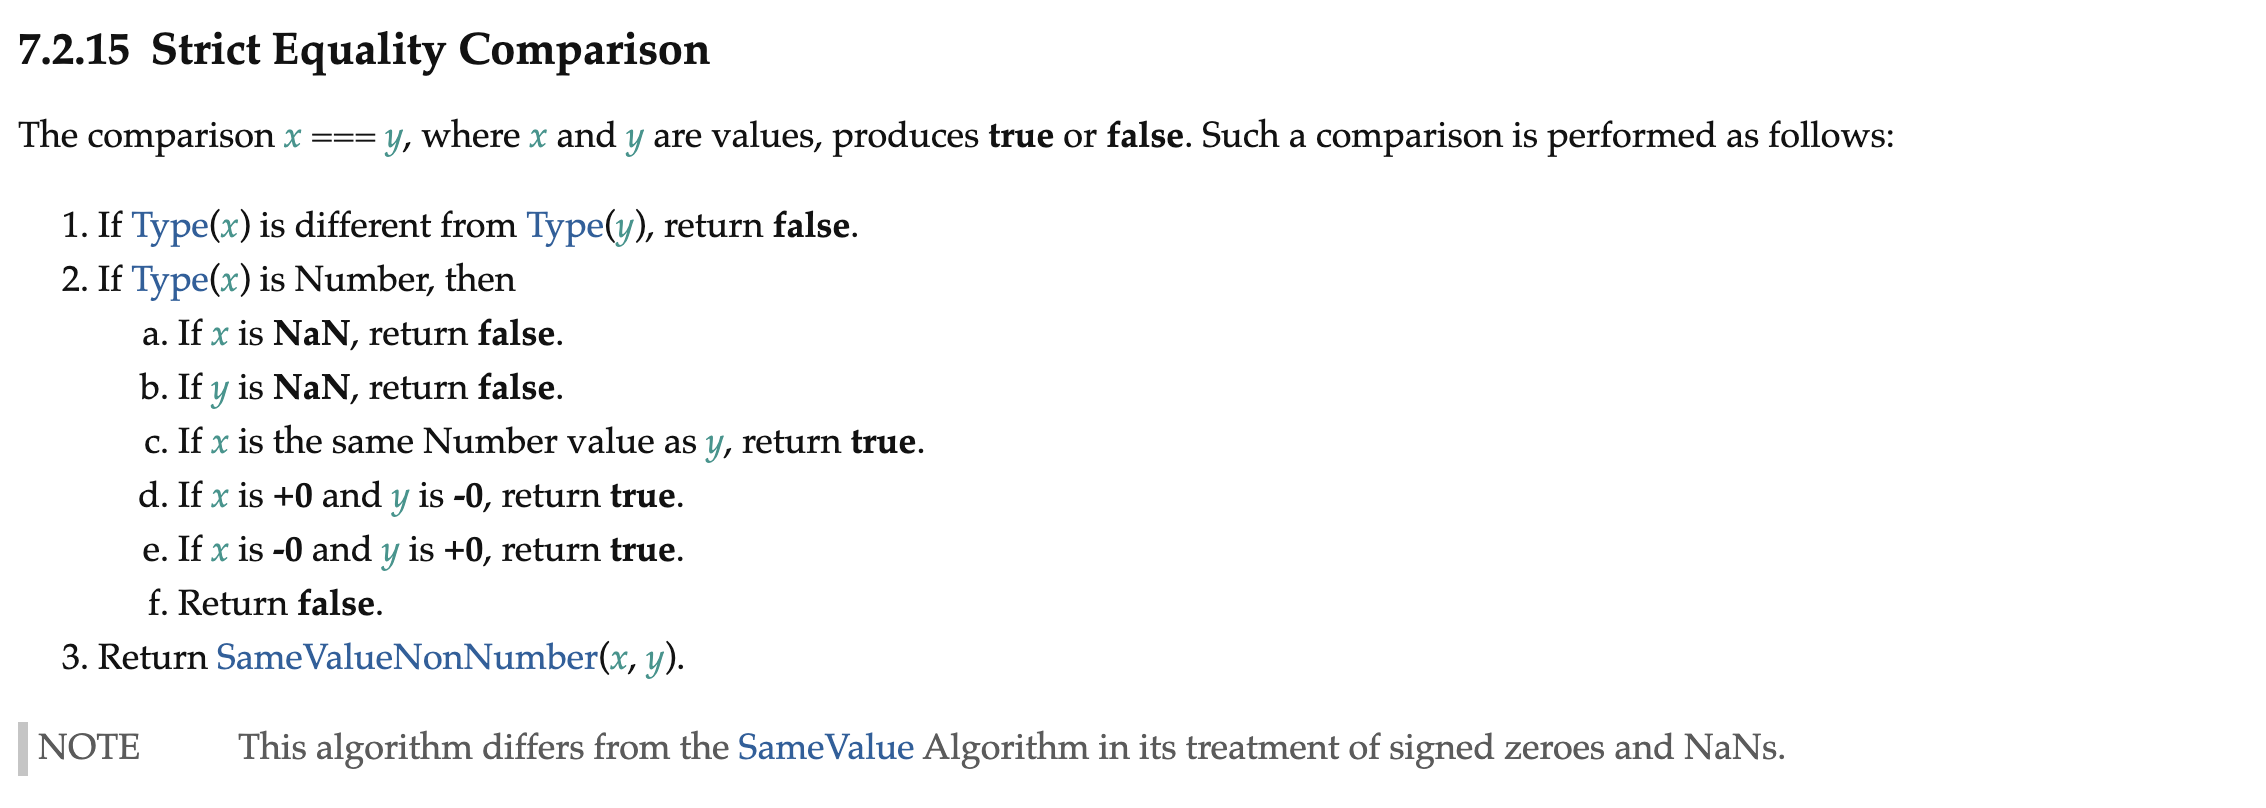 7.2.15 Strict Equality Comparison
The comparison x === y, where x and y are values, produces true or false. Such a comparison is performed as follows:
1. If Type(x) is different from Type(y), return false.
2. If Type(x) is Number, then
a. If x is NaN, return false.
b. If y is NaN, return false.
c. If x is the same Number value as y, return true.
d. If x is +0 and y is -0, return true.
e. If x is -0 and y is +0, return true.
f. Return false.
3. Return SameValueNonNumber(x, y).
NOTE This algorithm differs from the SameValue Algorithm in its treatment of signed zeroes and NaNs.